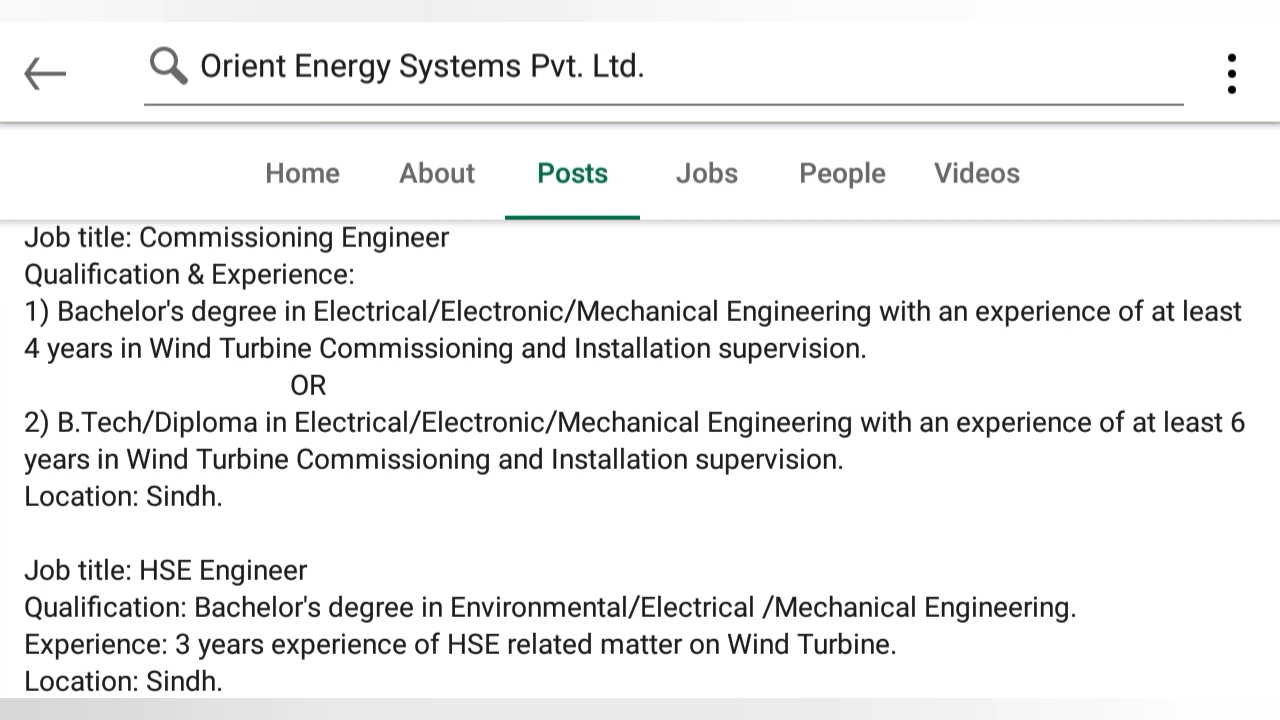 Orient Energy Systems Pvt. Ltd.
Home About Posts Jobs People Videos
Job title: Commissioning Engineer
Qualification & Experience:
1) Bachelor's degree in Electrical/Electronic/Mechanical Engineering with an experience of at least
4 years in Wind Turbine Commissioning and Installation supervision.
OR
2) B.Tech/Diploma in Electrical/Electronic/Mechanical Engineering with an experience of at least 6
years in Wind Turbine Commissioning and Installation supervision.
Location: Sindh.
Job title: HSE Engineer
Qualification: Bachelor's degree in Environmental/Electrical /Mechanical Engineering.
Experience: 3 years experience of HSE related matter on Wind Turbine.
Location: Sindh.